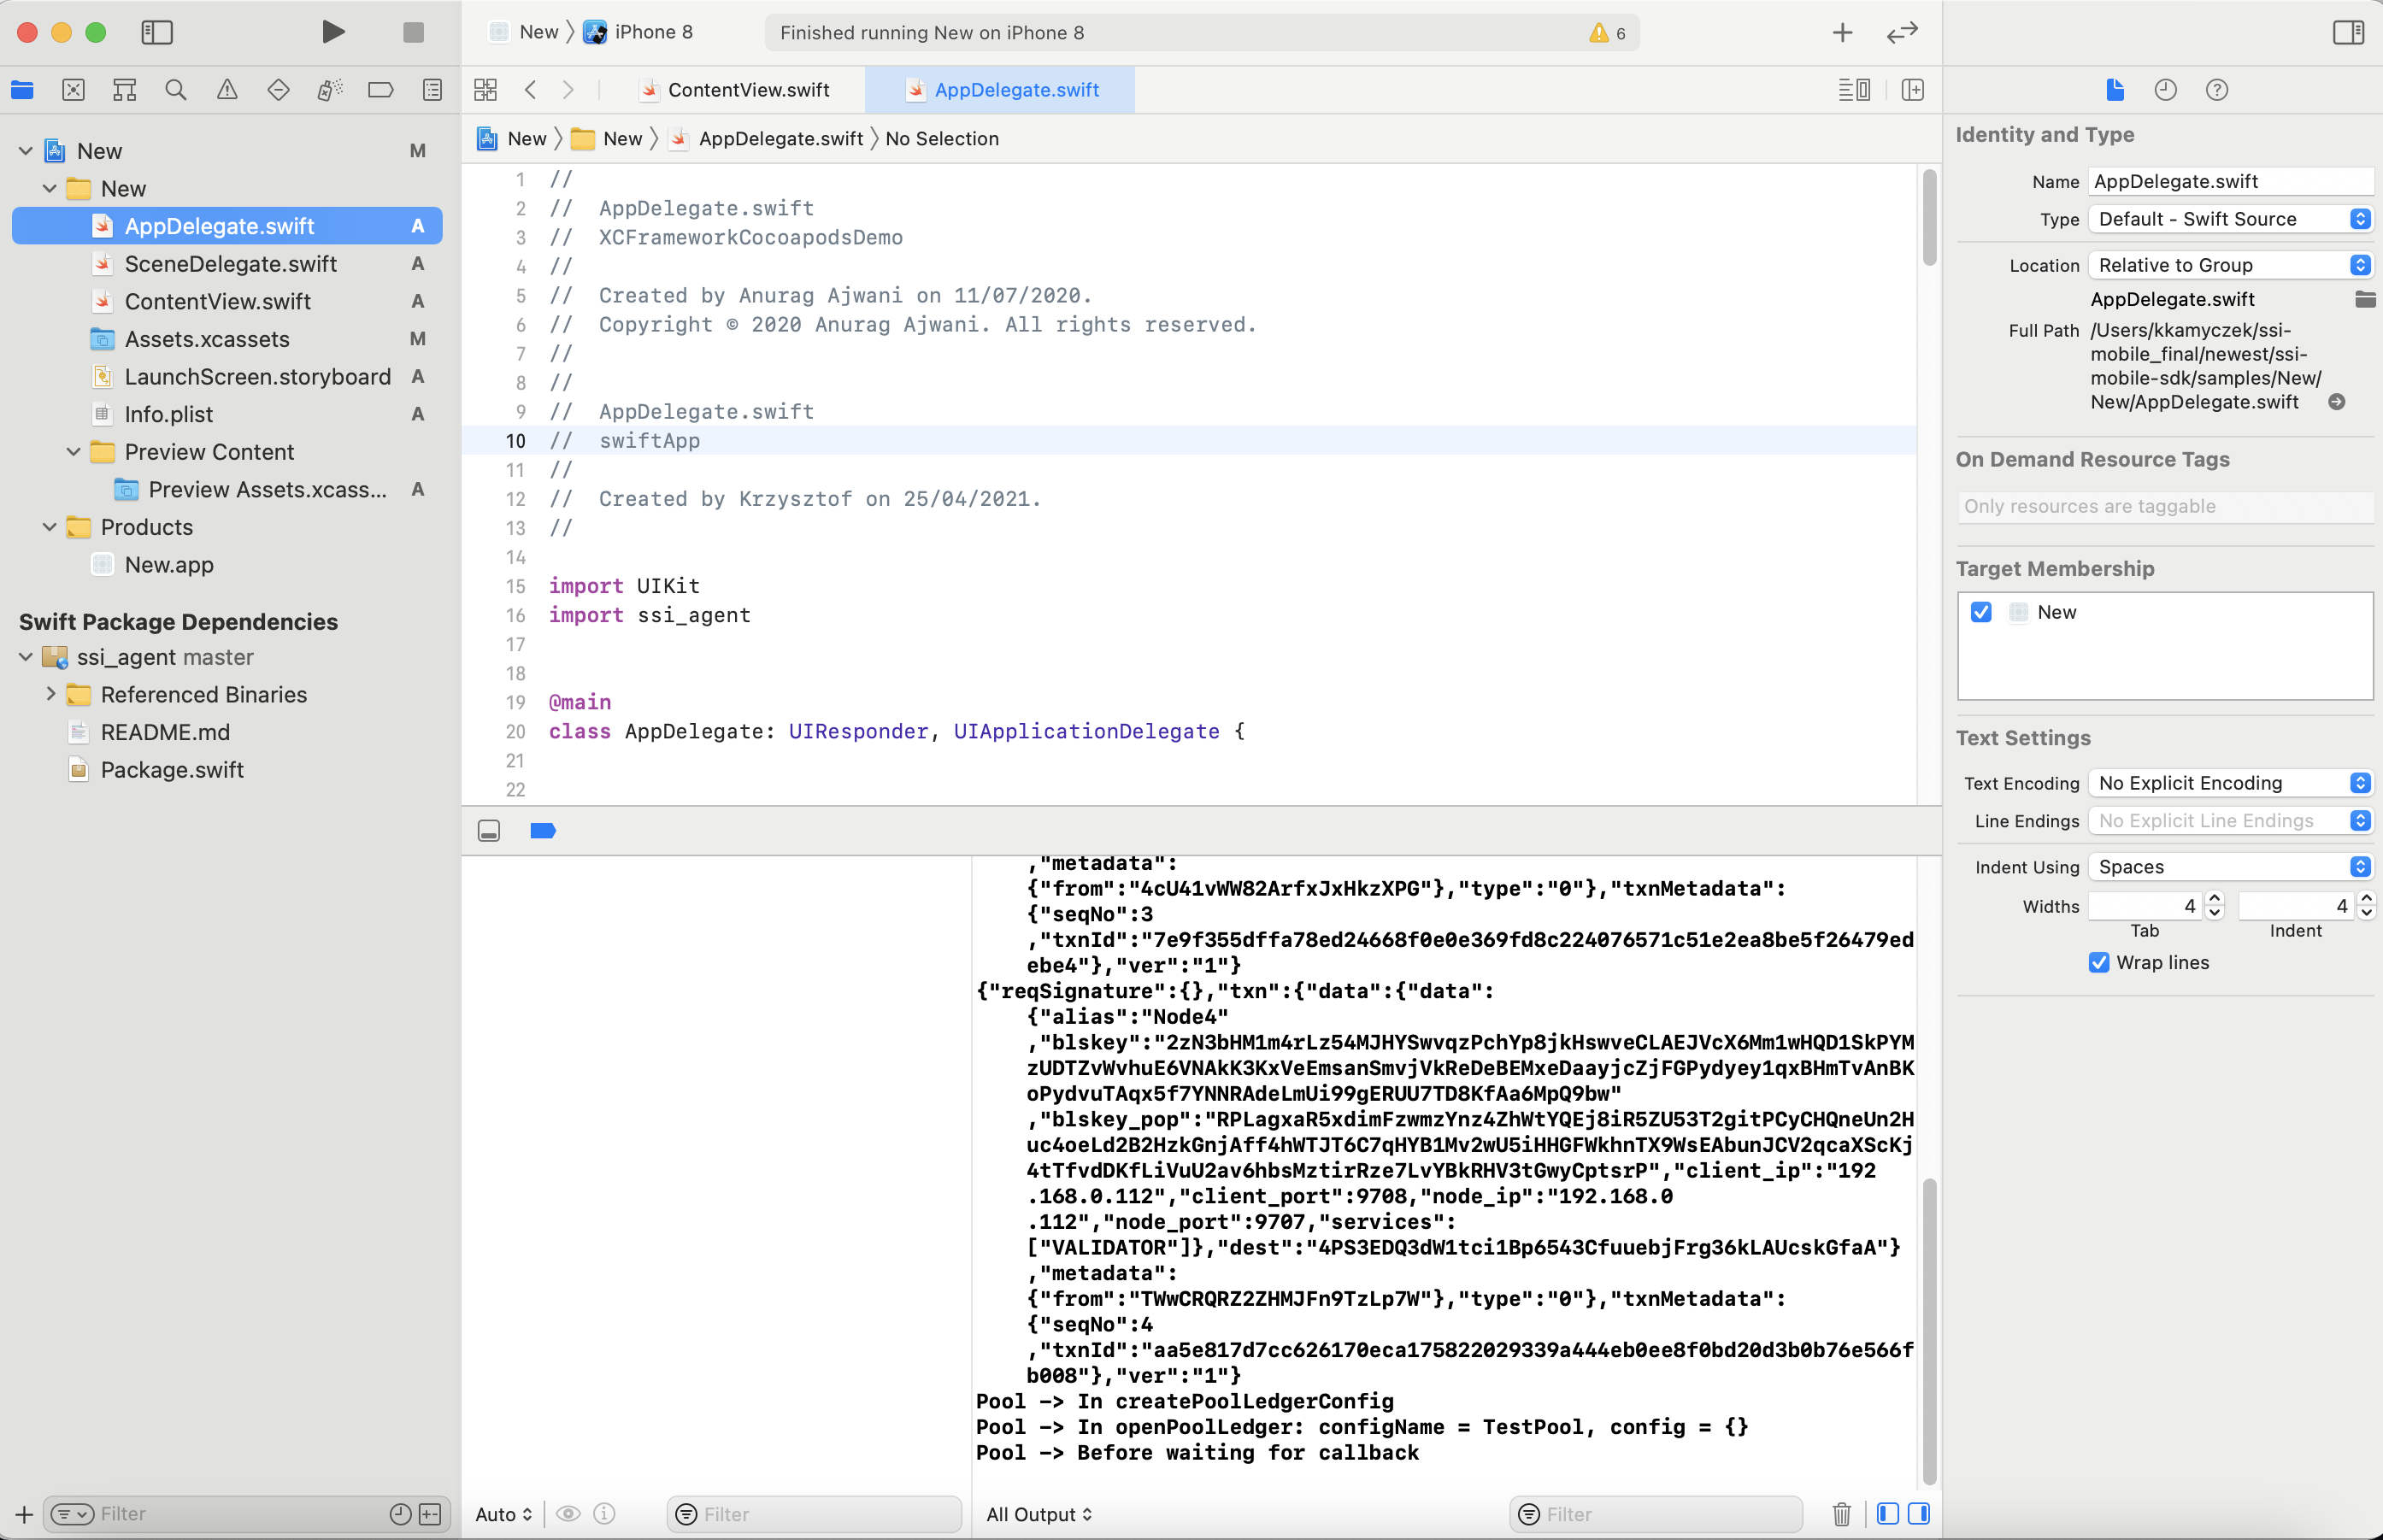 New
iPhone 8
Finished running New on iPhone 8
6
ContentView.swift
AppDelegate.swift
New
New
AppDelegate.swift
No Selection
New M
New
AppDelegate.swift A
SceneDelegate.swift A
ContentView.swift A
Assets.xcassets M
LaunchScreen.storyboard A
Info.plist A
Preview Content
Preview Assets.xcass... A
Products
New.app
Swift Package Dependencies
ssi_agent master
Referenced Binaries
README.md
Package.swift
Filter
1 //
2 // AppDelegate.swift
3 // XCFrameworkCocoapodsDemo
4 //
5 // Created by Anurag Ajwani on 11/07/2020.
6 // Copyright © 2020 Anurag Ajwani. All rights reserved.
7 //
8 //
9 // AppDelegate.swift
10 // swiftApp
11 //
12 // Created by Krzysztof on 25/04/2021.
13 //
14
15 import UIKit
16 import ssi_agent
17
18
19 @main
20 class AppDelegate: UIResponder, UIApplicationDelegate {
21
22
,"metadata":
{"from":"4cU41vWW82ArfxJxHkzXPG"},"type":"0"},"txnMetadata":
{"seqNo":3
,"txnId":"7e9f355dffa78ed24668f0e0e369fd8c224076571c51e2ea8be5f26479ed
ebe4"},"ver":"1"}
{"reqSignature":{},"txn":{"data":{"data":
{"alias":"Node4"
,"blskey":"2zN3bHM1m4rLz54MJHYSwvqzPchYp8jkHswveCLAEJVcX6Mm1wHQD1SkPYM
zUDTZvWvhuE6VNAkK3KxVeEmsanSmvjVkReDeBEMxeDaayjcZjFGPydyey1qxBHmTvAnBK
oPydvuTAqx5f7YNNRAdeLmUi99gERUU7TD8KfAa6MpQ9bw"
,"blskey_pop":"RPLagxaR5xdimFzwmzYnz4ZhWtYQEj8iR5ZU53T2gitPCyCHQneUn2H
uc4oeLd2B2HzkGnjAff4hWTJT6C7qHYB1Mv2wU5iHHGFWkhnTX9WsEAbunJCV2qcaXScKj
4tTfvdDKfLiVuU2av6hbsMztirRze7LvYBkRHV3tGwyCptsrP","client_ip":"192
.168.0.112","client_port":9708,"node_ip":"192.168.0
.112","node_port":9707,"services":
["VALIDATOR"]},"dest":"4PS3EDQ3dW1tci1Bp6543CfuuebjFrg36kLAUcskGfaA"}
,"metadata":
{"from":"TWwCRQRZ2ZHMJFn9TzLp7W"},"type":"0"},"txnMetadata":
{"seqNo":4
,"txnId":"aa5e817d7cc626170eca175822029339a444eb0ee8f0bd20d3b0b76e566f
b008"},"ver":"1"}
Pool -> In createPoolLedgerConfig
Pool -> In openPoolLedger: configName = TestPool, config = {}
Pool -> Before waiting for callback
Auto
Filter
All Output
Filter
Identity and Type
Name AppDelegate.swift
Type Default - Swift Source
Location Relative to Group
AppDelegate.swift
Full Path /Users/kkamyczek/ssi-
mobile_final/newest/ssi-
mobile-sdk/samples/New/
New/AppDelegate.swift
On Demand Resource Tags
Only resources are taggable
Target Membership
New
Text Settings
Text Encoding No Explicit Encoding
Line Endings No Explicit Line Endings
Indent Using Spaces
Widths 4 4
Tab Indent
Wrap lines